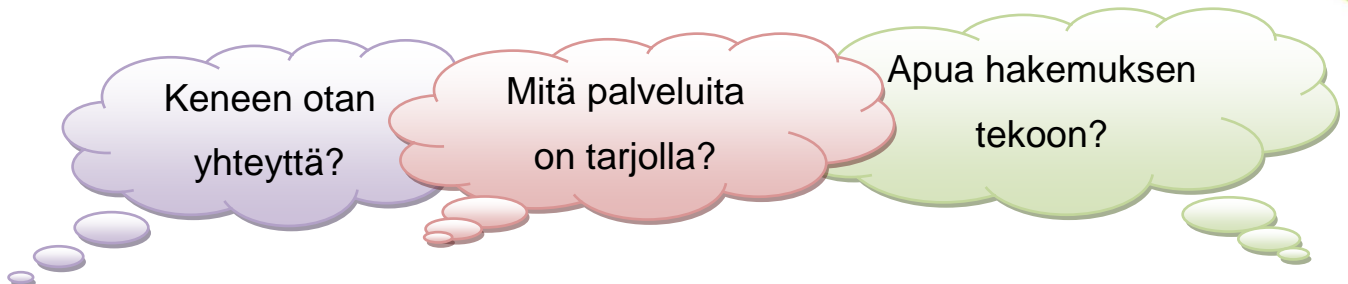 Keneen otan
yhteyttä?
Mitä palveluita
on tarjolla?
Apua hakemuksen
tekoon?